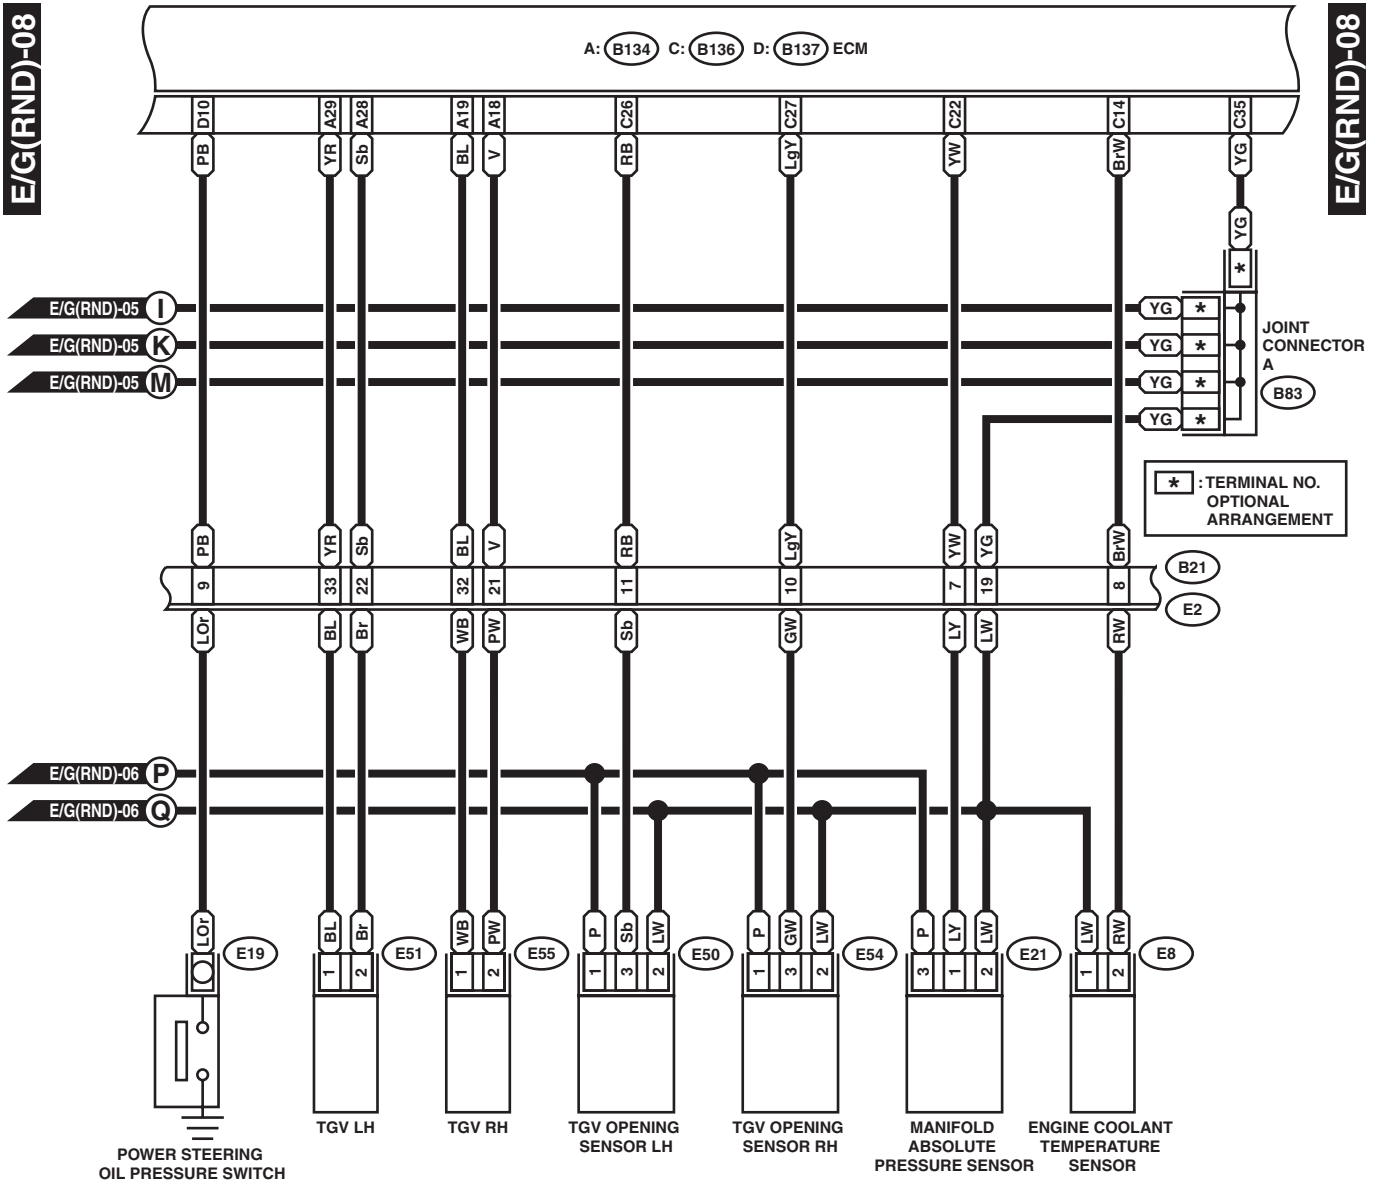 E/G(RND)-08
E/G(RND)-08
A: B134 C: B136 D: B137 ECM
D10 A29 A28 A19 A18 C26 C27 C22 C14 C35
PB YR Sb BL V RB LgY YW BrW YG
YG
*
E/G(RND)-05 I YG *
E/G(RND)-05 K YG *
E/G(RND)-05 M YG *
YG *
JOINT
CONNECTOR
A
B83
* : TERMINAL NO.
OPTIONAL
ARRANGEMENT
PB YR Sb BL V RB LgY YW YG BrW
9 33 22 32 21 11 10 7 19 8
B21
E2
LOr BL Br WB PW Sb GW LY LW RW
E/G(RND)-06 P
E/G(RND)-06 Q
LOr BL Br WB PW P Sb LW P GW LW P LY LW LW RW
E19 E51 E55 E50 E54 E21 E8
1 2 1 2 1 3 2 1 3 2 3 1 2 1 2
POWER STEERING
OIL PRESSURE SWITCH
TGV LH
TGV RH
TGV OPENING
SENSOR LH
TGV OPENING
SENSOR RH
MANIFOLD
ABSOLUTE
PRESSURE SENSOR
ENGINE COOLANT
TEMPERATURE
SENSOR